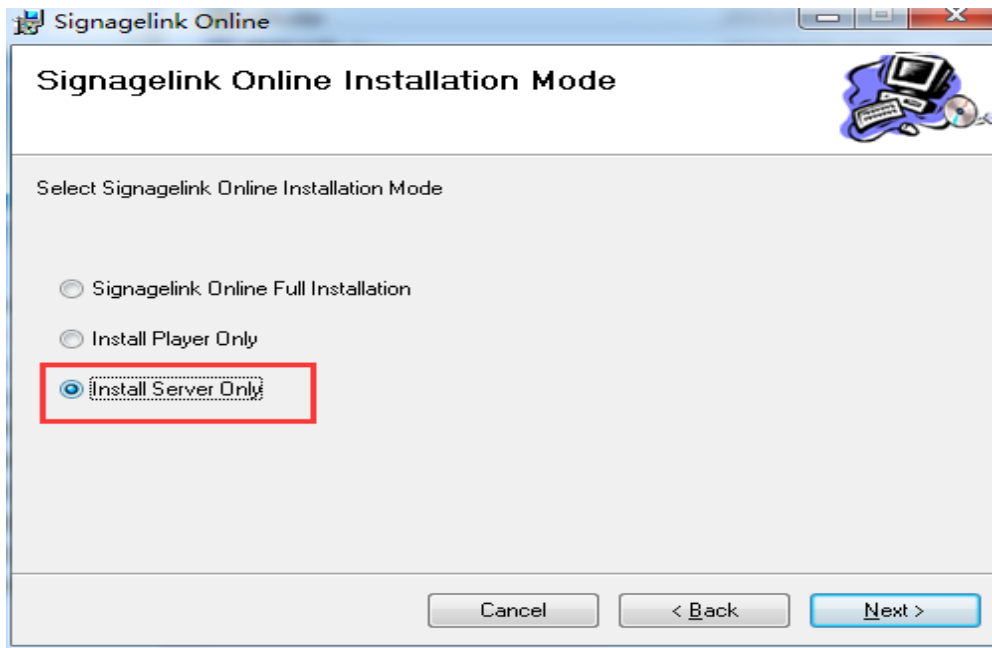 Signagelink Online
Signagelink Online Installation Mode
Select Signagelink Online Installation Mode
Signagelink Online Full Installation
Install Player Only
Install Server Only
Cancel
< Back
Next >